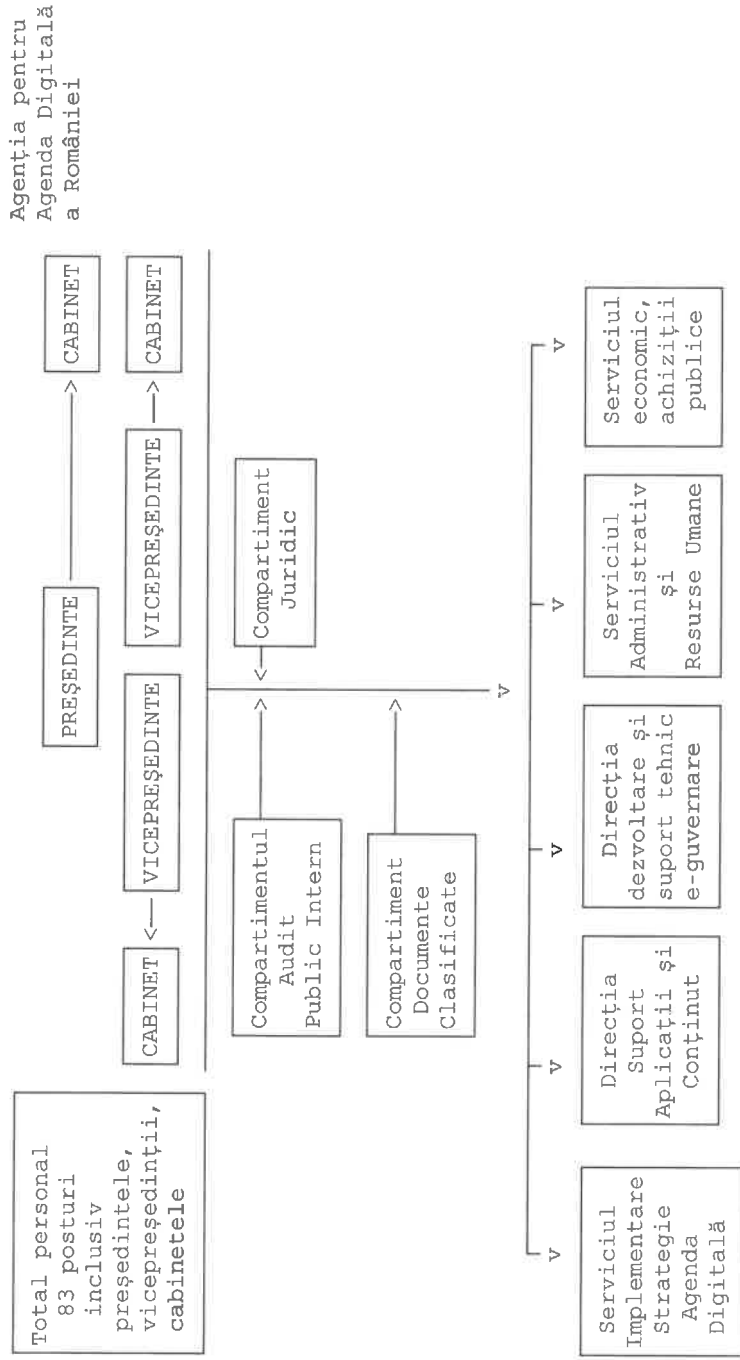 Agenția pentru
Agenda Digitală
a României
Total personal
83 posturi
inclusiv
președintele,
vicepreședinții,
cabinetele
PREȘEDINTE
CABINET
CABINET
VICEPREȘEDINTE
VICEPREȘEDINTE
CABINET
Compartimentul
Audit
Public Intern
Compartiment
Juridic
Compartiment
Documente
Clasificate
Serviciul
Implementare
Strategie
Agenda
Digitală
Direcția
Suport
Aplicații și
Conținut
Direcția
dezvoltare și
suport tehnic
e-guvernare
Serviciul
Administrativ
și
Resurse Umane
Serviciul
economic,
achiziții
publice